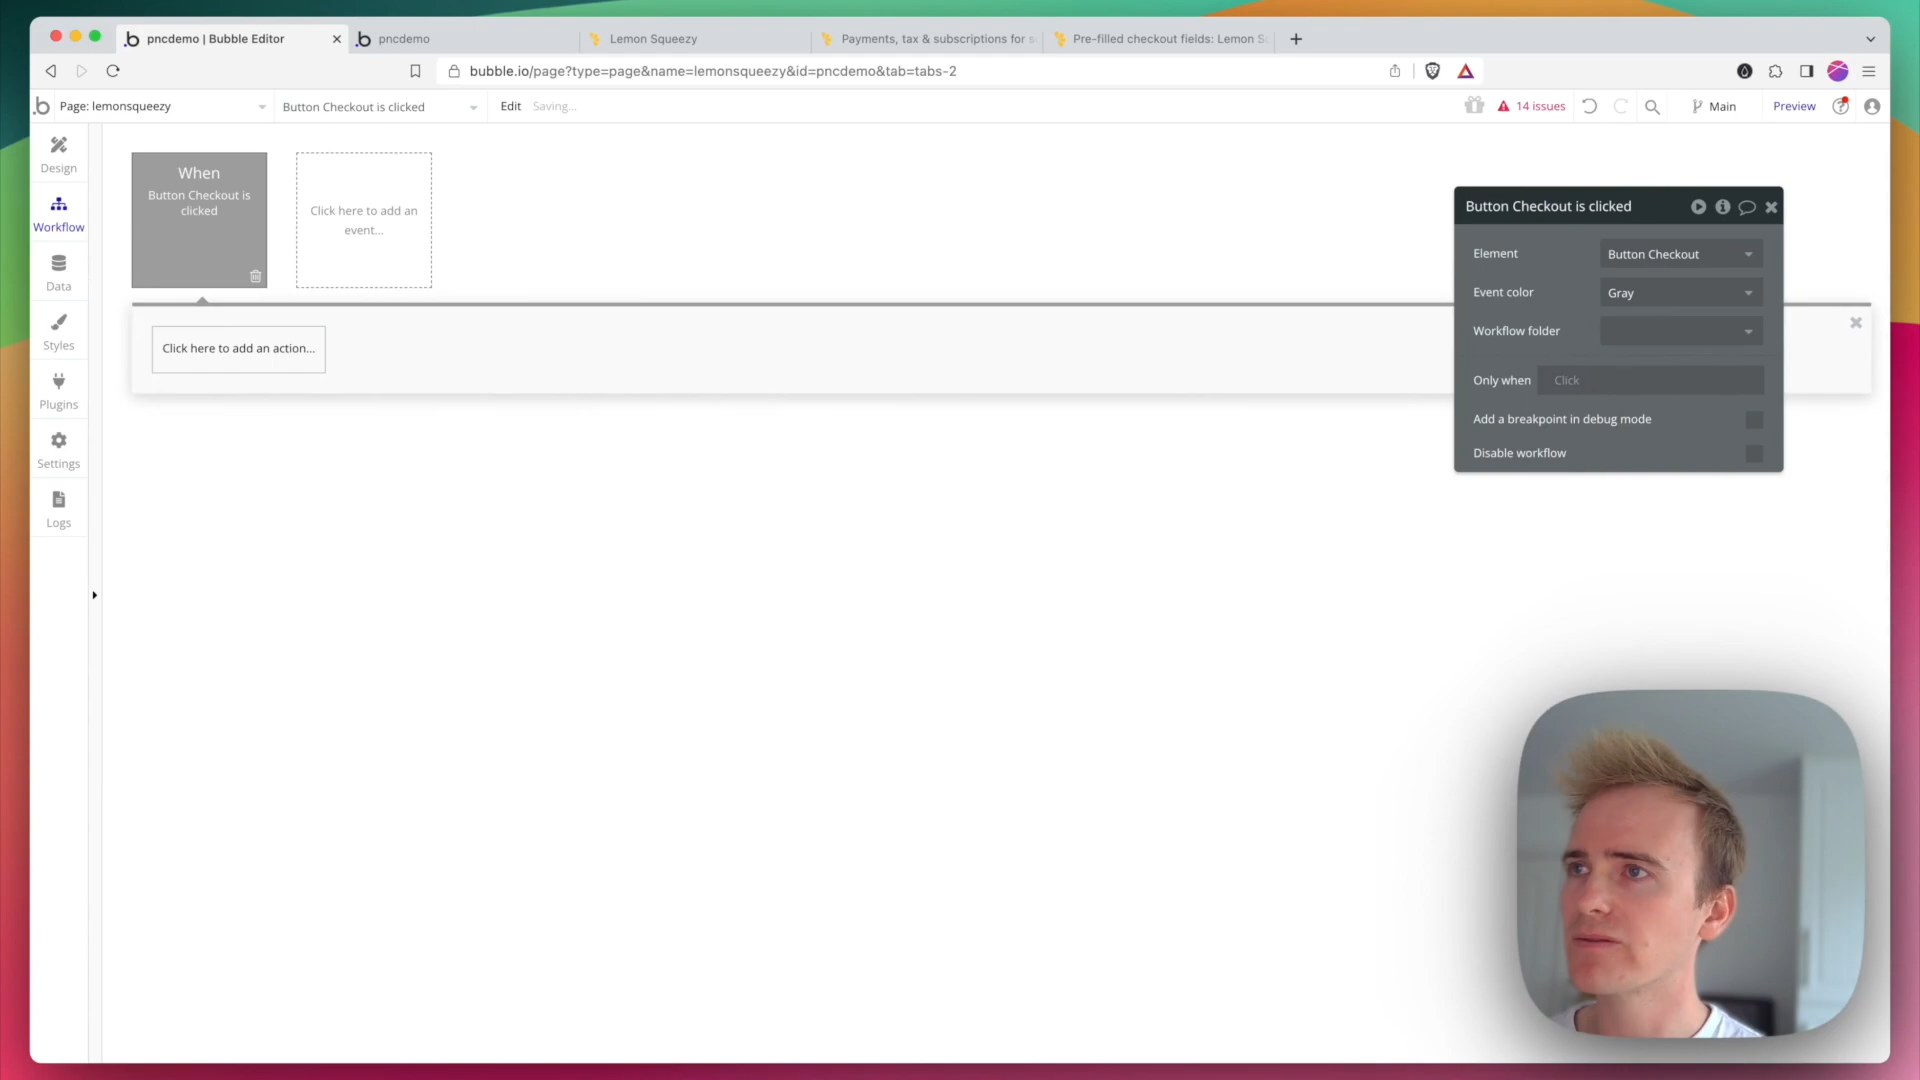 pncdemo | Bubble Editor
pncdemo
Lemon Squeezy
Payments, tax & subscriptions for s
Pre-filled checkout fields: Lemon S
bubble.io/page?type=page&name=lemonsqueezy&id=pncdemo&tab=tabs-2
Page: lemonsqueezy
Button Checkout is clicked
Edit
Saving...
14 issues
Main
Preview
Design
Workflow
Data
Styles
Plugins
Settings
Logs
When
Button Checkout is
clicked
Click here to add an
event...
Click here to add an action...
Button Checkout is clicked
Element
Button Checkout
Event color
Gray
Workflow folder
Only when
Click
Add a breakpoint in debug mode
Disable workflow